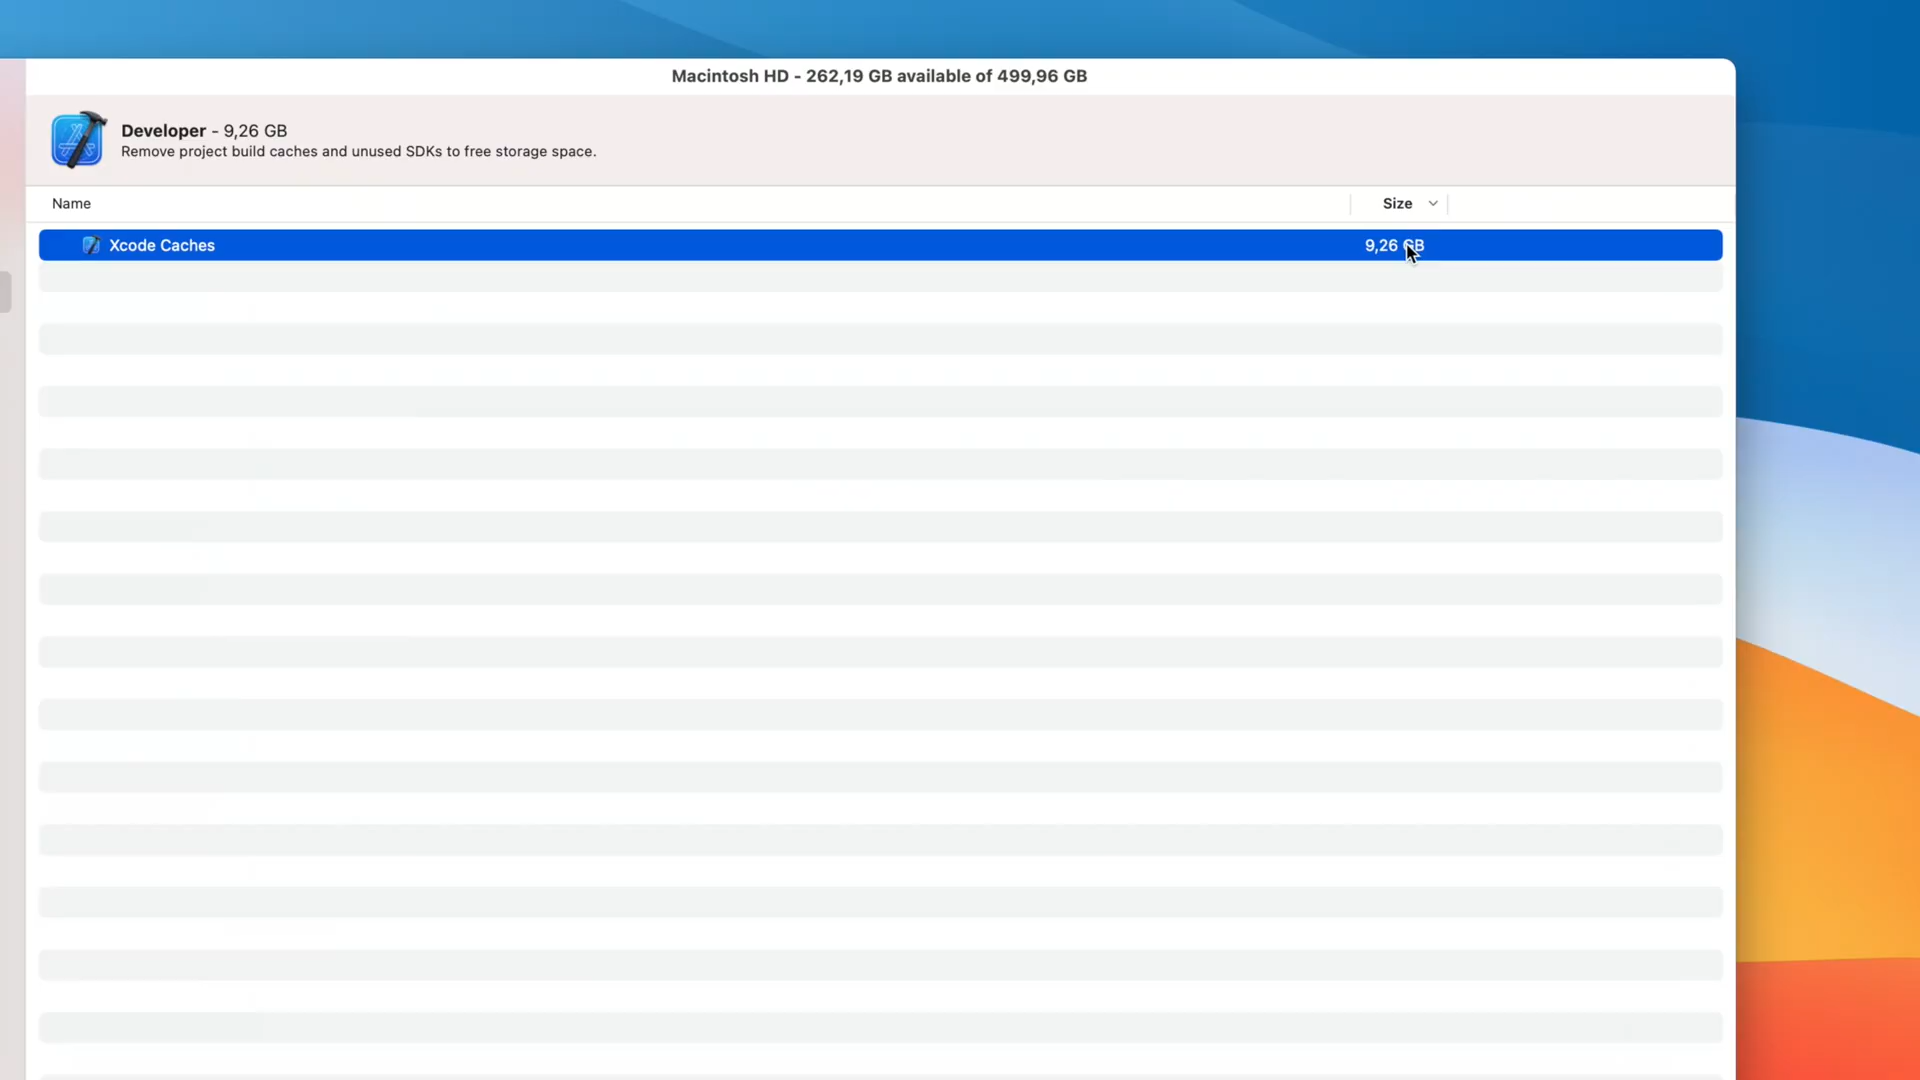 Macintosh HD - 262,19 GB available of 499,96 GB
Developer - 9,26 GB
Remove project build caches and unused SDKs to free storage space.
Name Size
Xcode Caches 9,26 GB